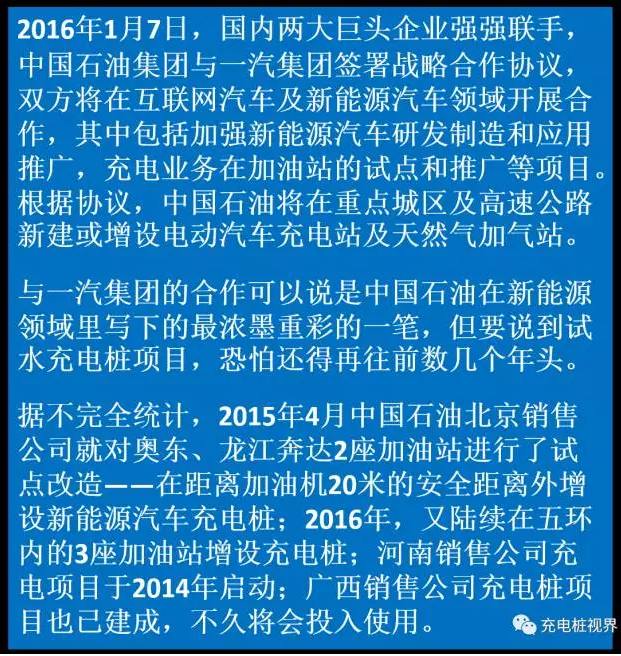 2016年1月7日，国内两大巨头企业强强联手，
中国石油集团与一汽集团签署战略合作协议，
双方将在互联网汽车及新能源汽车领域开展合
作，其中包括加强新能源汽车研发制造和应用
推广，充电业务在加油站的试点和推广等项目。
根据协议，中国石油将在重点城区及高速公路
新建或增设电动汽车充电站及天然气加气站。
与一汽集团的合作可以说是中国石油在新能源
领域里写下的最浓墨重彩的一笔，但要说到试
水充电桩项目，恐怕还得再往前数几个年头。
据不完全统计，2015年4月中国石油北京销售
公司就对奥东、龙江奔达2座加油站进行了试
点改造——在距离加油机20米的安全距离外增
设新能源汽车充电桩；2016年，又陆续在五环
内的3座加油站增设充电桩；河南销售公司充
电项目于2014年启动；广西销售公司充电桩项
目也已建成，不久将会投入使用。
充电桩视界